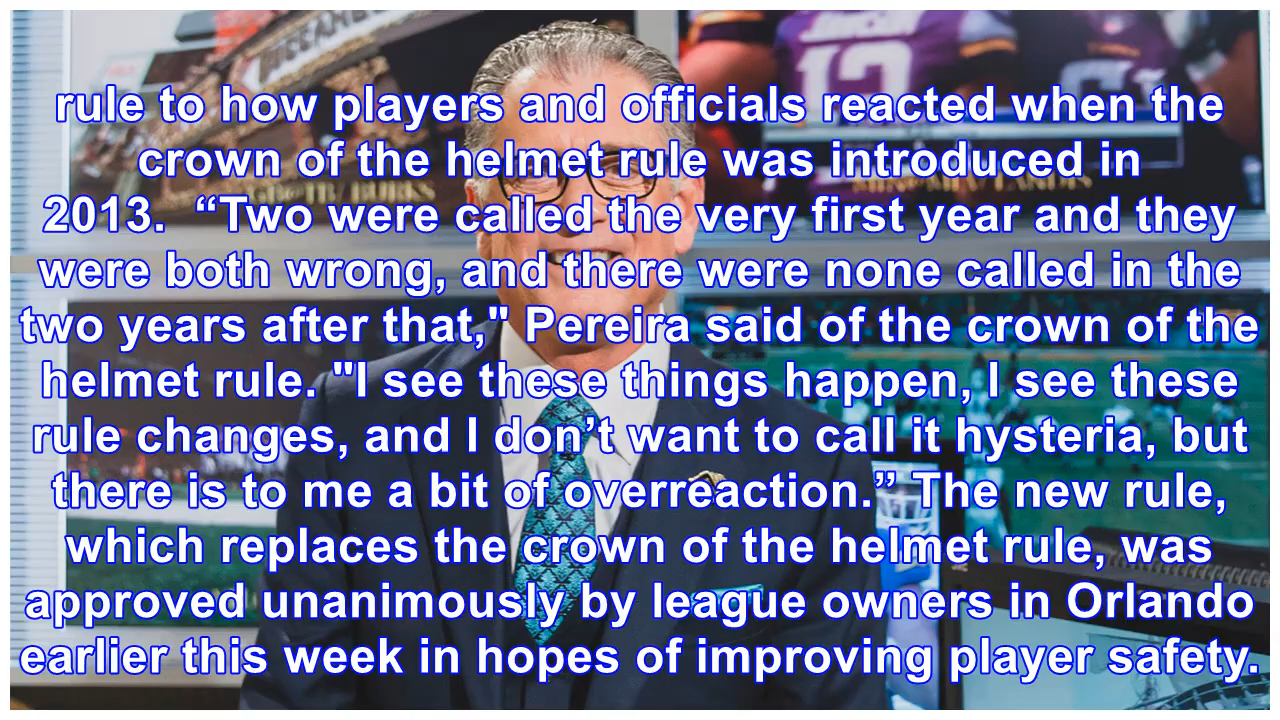 rule to how players and officials reacted when the
crown of the helmet rule was introduced in
2013.  “Two were called the very first year and they
were both wrong, and there were none called in the
two years after that," Pereira said of the crown of the
helmet rule. "I see these things happen, I see these
rule changes, and I don’t want to call it hysteria, but
there is to me a bit of overreaction.” The new rule,
which replaces the crown of the helmet rule, was
approved unanimously by league owners in Orlando
earlier this week in hopes of improving player safety.